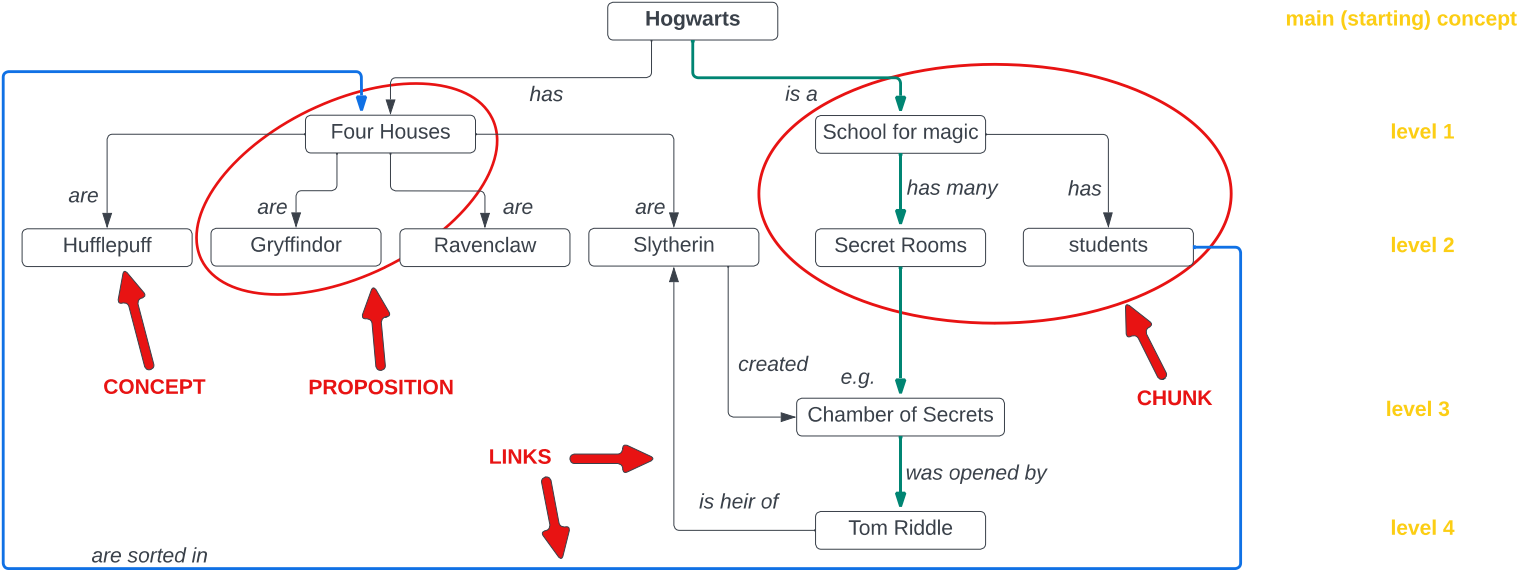 Hogwarts
main (starting) concept
has
is a
Four Houses
School for magic
level 1
are
are
are
are
has many
has
Hufflepuff
Gryffindor
Ravenclaw
Slytherin
Secret Rooms
students
level 2
created
e.g.
CONCEPT
PROPOSITION
CHUNK
Chamber of Secrets
level 3
LINKS
was opened by
is heir of
Tom Riddle
level 4
are sorted in